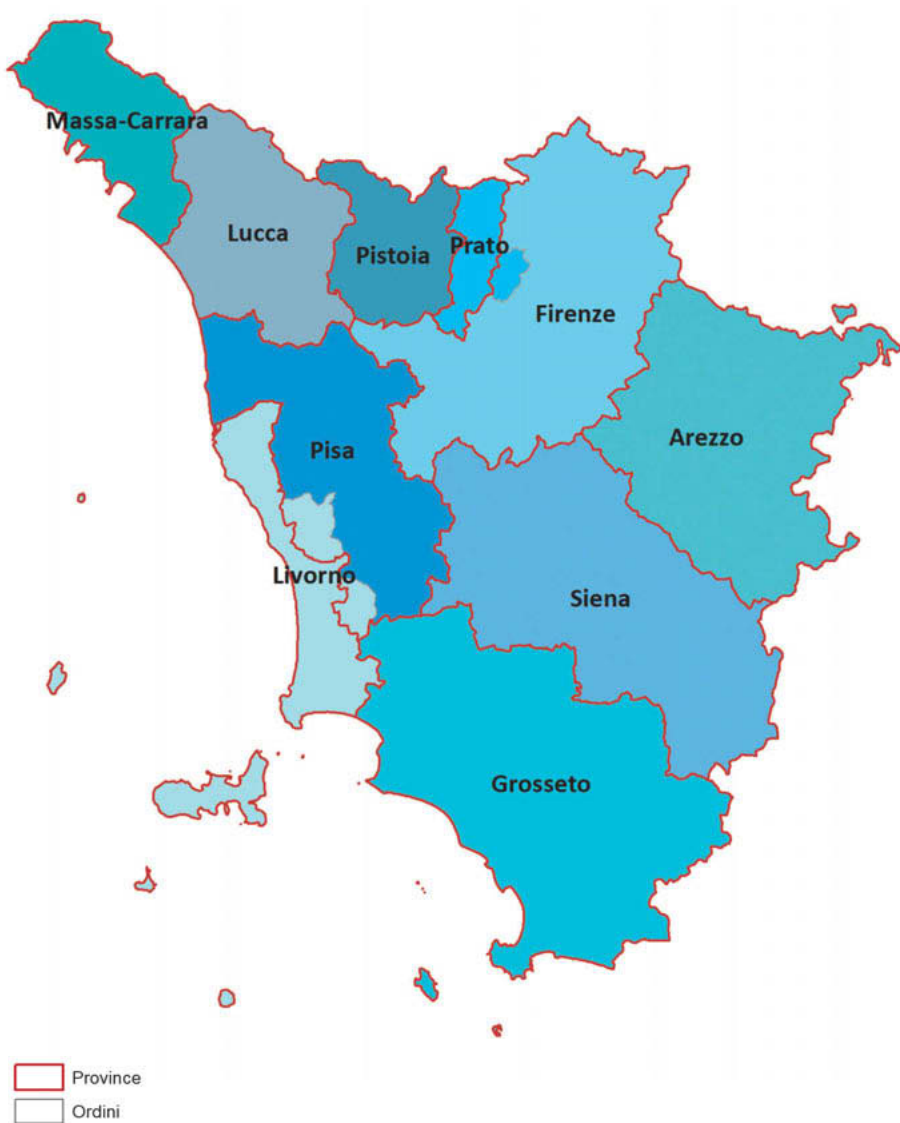 Massa-Carrara
Lucca
Pistoia
Prato
Firenze
Arezzo
Pisa
Livorno
Siena
Grosseto
Province
Ordini